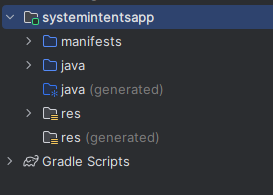 systemintentsapp
manifests
java
java (generated)
res
res (generated)
Gradle Scripts